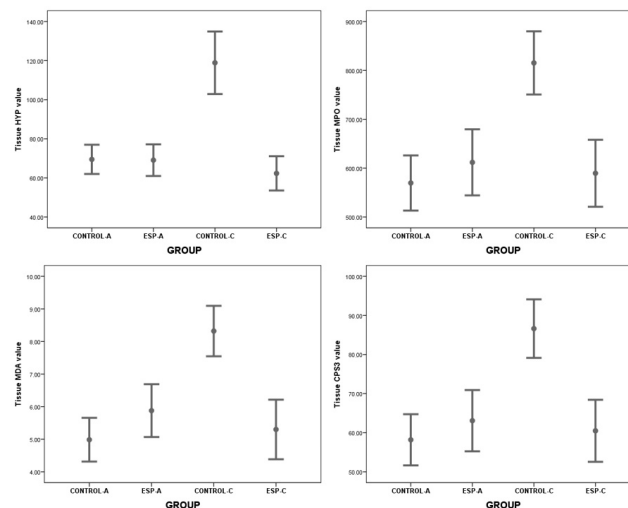 Tissue HYP value
140.00
120.00
100.00
80.00
60.00
40.00
CONTROL-A ESP-A CONTROL-C ESP-C
GROUP
Tissue MPO value
900.00
800.00
700.00
600.00
500.00
CONTROL-A ESP-A CONTROL-C ESP-C
GROUP
Tissue MDA value
10.00
9.00
8.00
7.00
6.00
5.00
4.00
CONTROL-A ESP-A CONTROL-C ESP-C
GROUP
Tissue CPS3 value
100.00
90.00
80.00
70.00
60.00
50.00
CONTROL-A ESP-A CONTROL-C ESP-C
GROUP